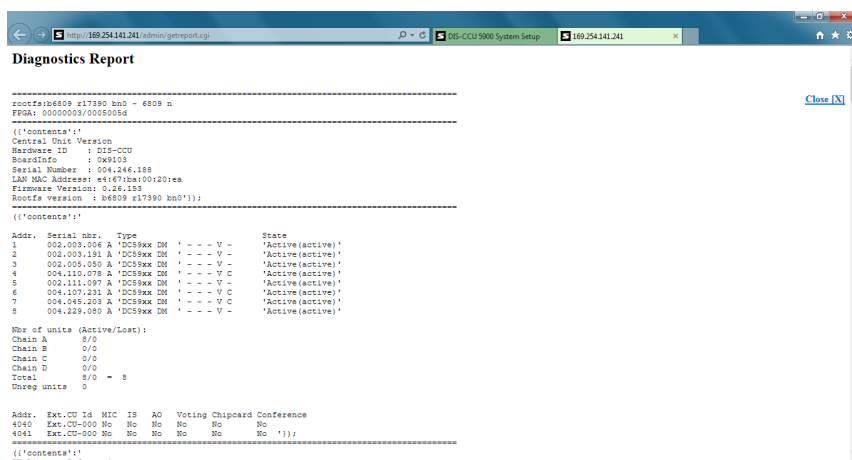 http://169.254.141.241/admin/getreport.cgi
DIS-CCU 5900 System Setup
169.254.141.241
Diagnostics Report
Close [X]
========================================================================================
rootfs:b6809 r17390 bn0 - 6809 n
FPGA: 00000003/0005005d
========================================================================================
({'contents':'
Central Unit Version
Hardware ID : DIS-CCU
BoardInfo : 0x9103
Serial Number : 004.246.188
LAN MAC Address: e4:67:ba:00:20:ea
Firmware Version: 0.26.153
Rootfs version : b6809 r17390 bn0'});
========================================================================================
({'contents':'
Addr. Serial nbr. Type State
1 002.003.006 A 'DC59xx DM ' - - - V - 'Active(active)'
2 002.003.191 A 'DC59xx DM ' - - - V - 'Active(active)'
3 002.005.050 A 'DC59xx DM ' - - - V - 'Active(active)'
4 004.110.078 A 'DC59xx DM ' - - - V C 'Active(active)'
5 002.111.097 A 'DC59xx DM ' - - - V - 'Active(active)'
6 004.107.231 A 'DC59xx DM ' - - - V C 'Active(active)'
7 004.045.203 A 'DC59xx DM ' - - - V C 'Active(active)'
8 004.229.080 A 'DC59xx DM ' - - - V - 'Active(active)'
Nbr of units (Active/Lost):
Chain A 8/0
Chain B 0/0
Chain C 0/0
Chain D 0/0
Total 8/0 = 8
Unreg units 0
Addr. Ext.CU Id MIC IS AO Voting Chipcard Conference
4040 Ext.CU-000 No No No No No No
4041 Ext.CU-000 No No No No No No '});
========================================================================================
({'contents':'